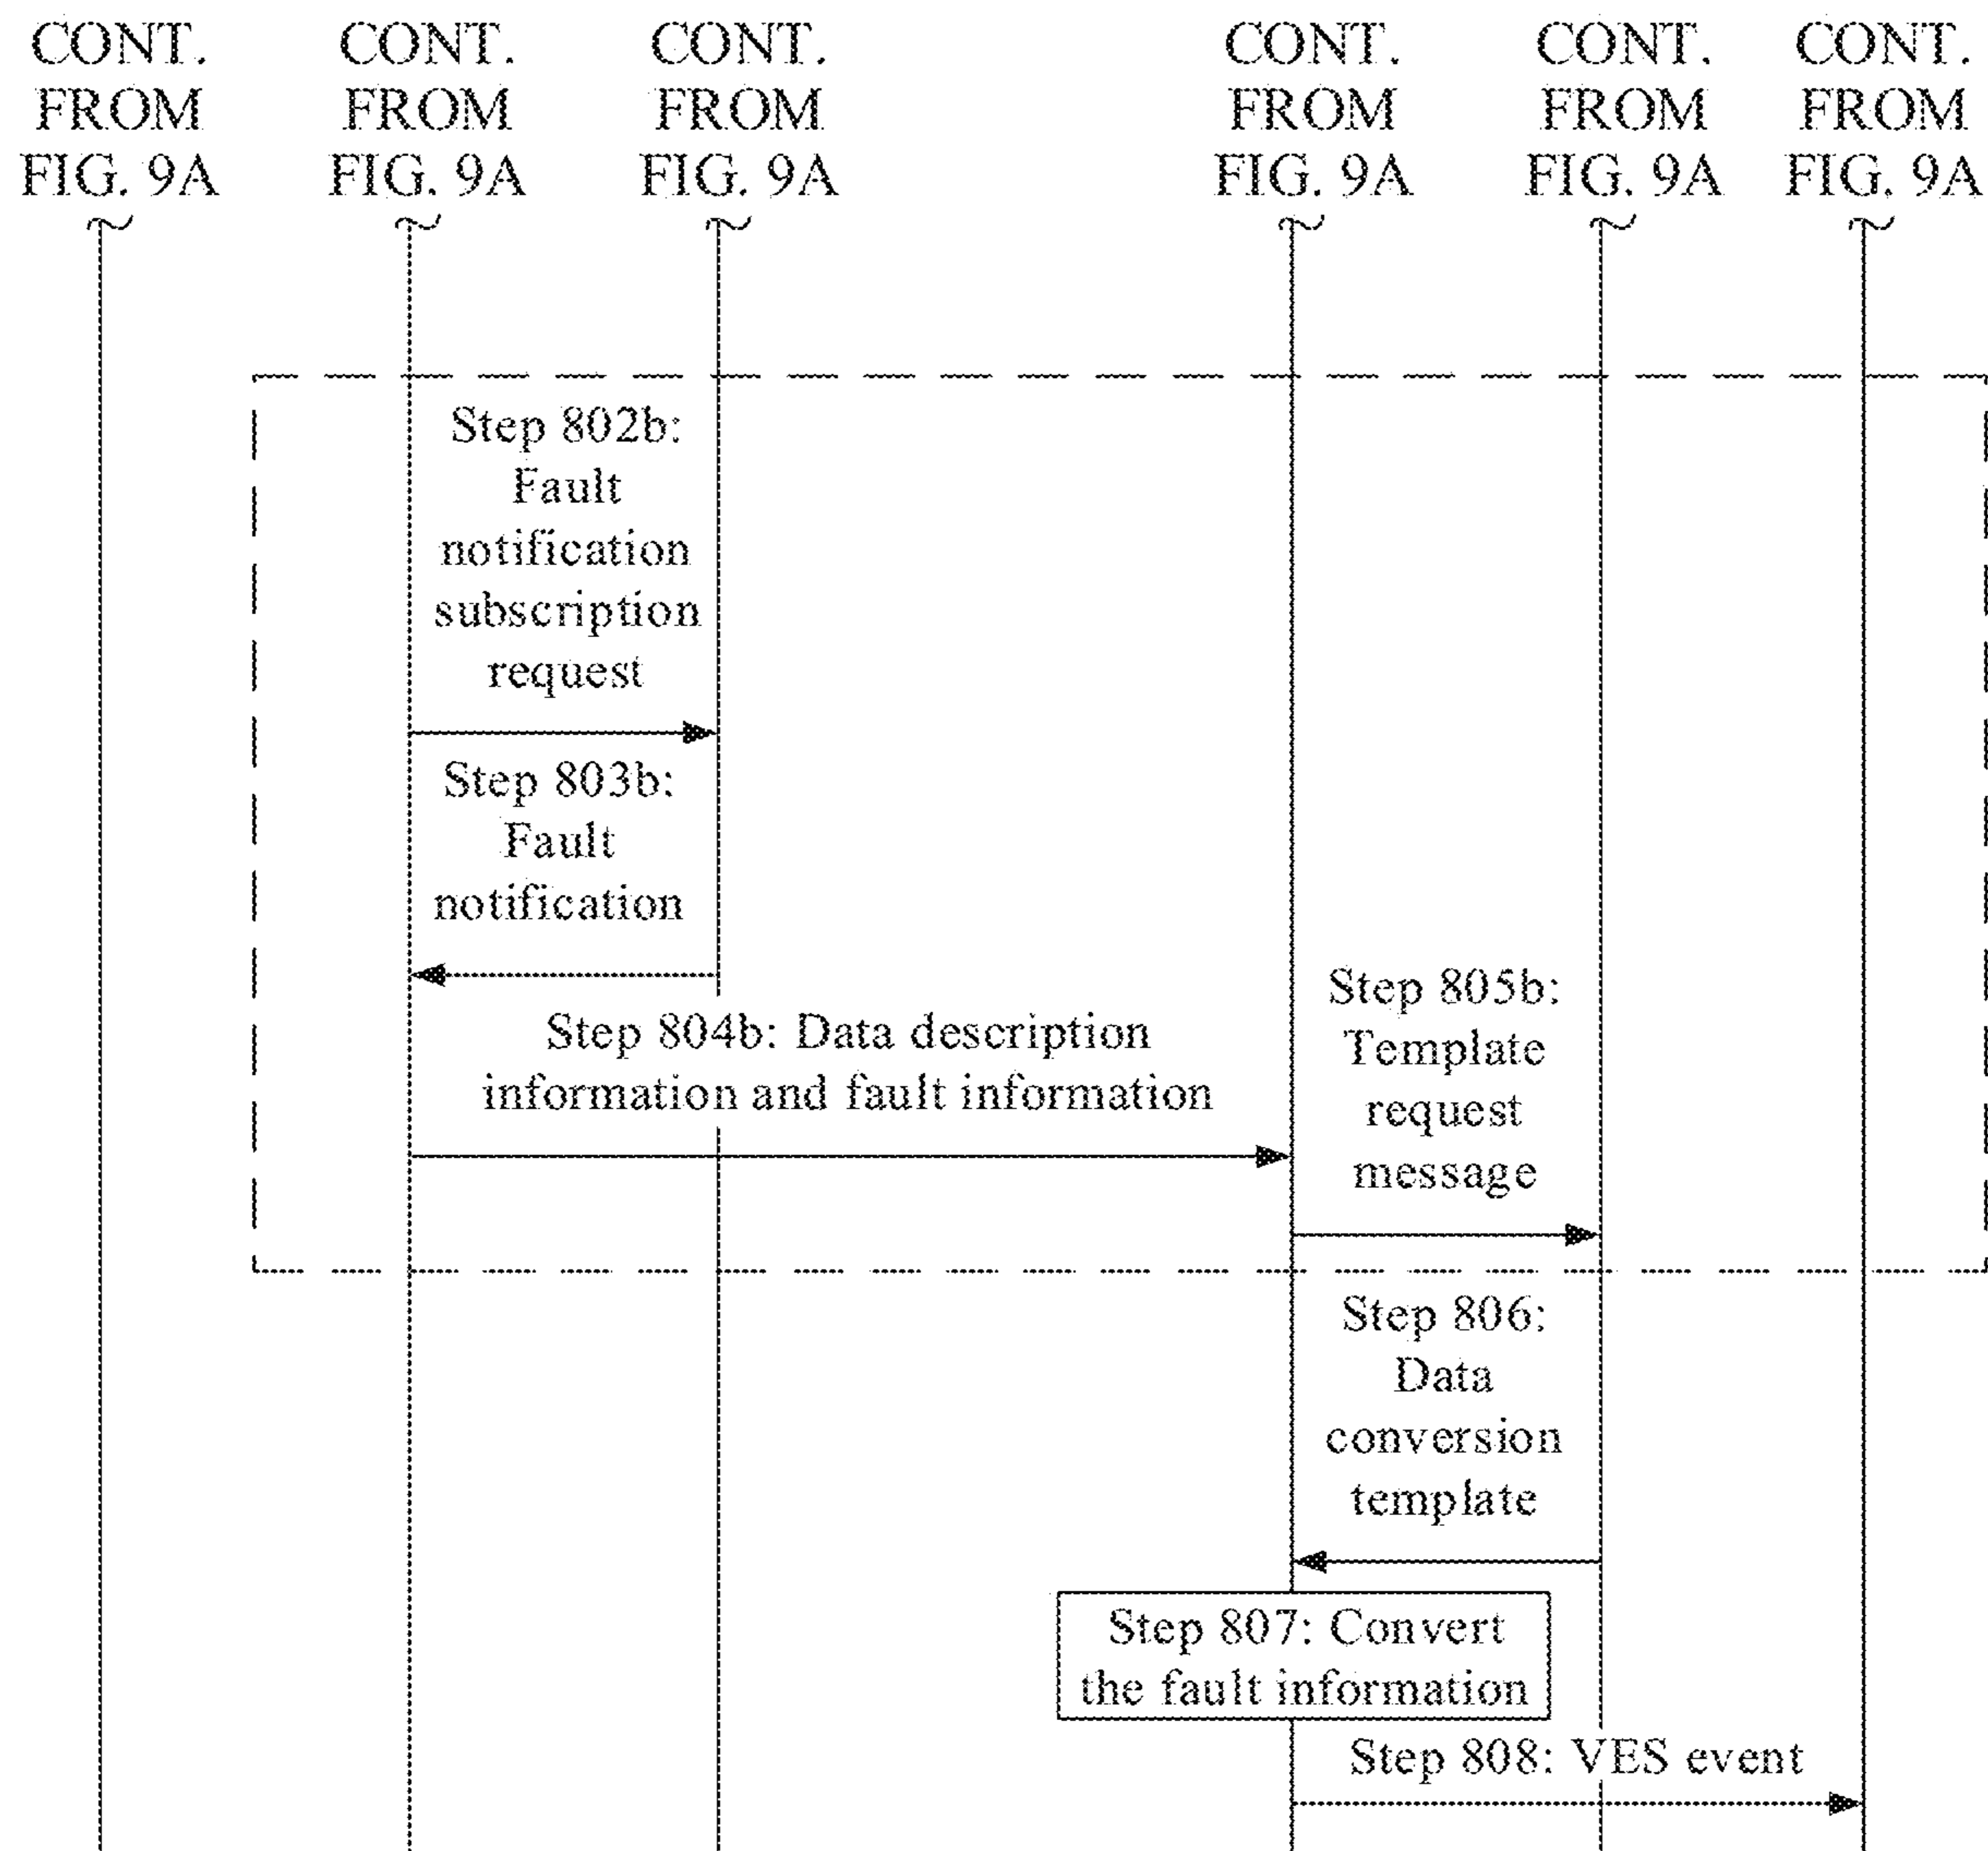 CONT.
FROM
FIG. 9A
CONT.
FROM
FIG. 9A
CONT.
FROM
FIG. 9A
CONT.
FROM
FIG. 9A
CONT.
FROM
FIG. 9A
CONT.
FROM
FIG. 9A
Step 802b:
Fault
notification
subscription
request
Step 803b:
Fault
notification
Step 804b: Data description
information and fault information
Step 805b:
Template
request
message
Step 806:
Data
conversion
template
Step 807: Convert
the fault information
Step 808: VES event